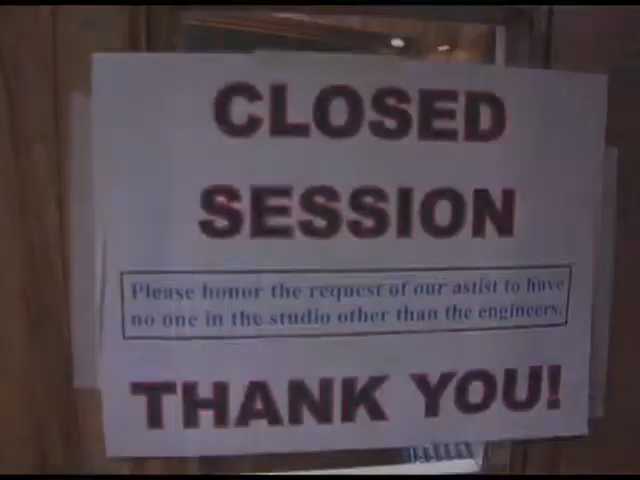 CLOSED
SESSION
Please honor the request of our astist to have
no one in the studio other than the engineers.
THANK YOU!